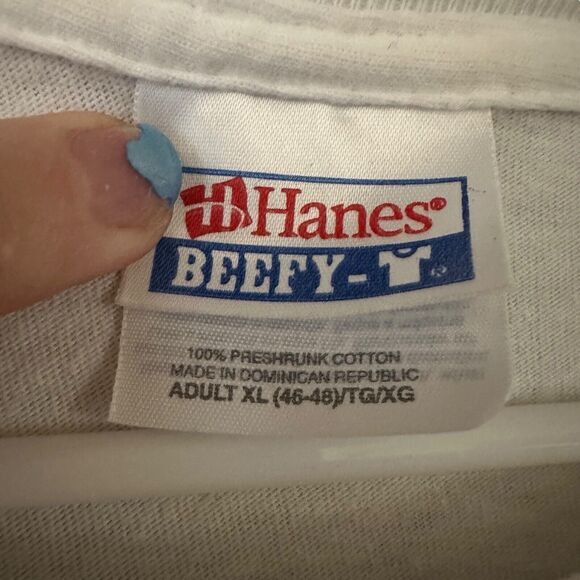 Hanes®
BEEFY-
®
100% PRESHRUNK COTTON
MADE IN DOMINICAN REPUBLIC
ADULT XL (46-48)/TG/XG